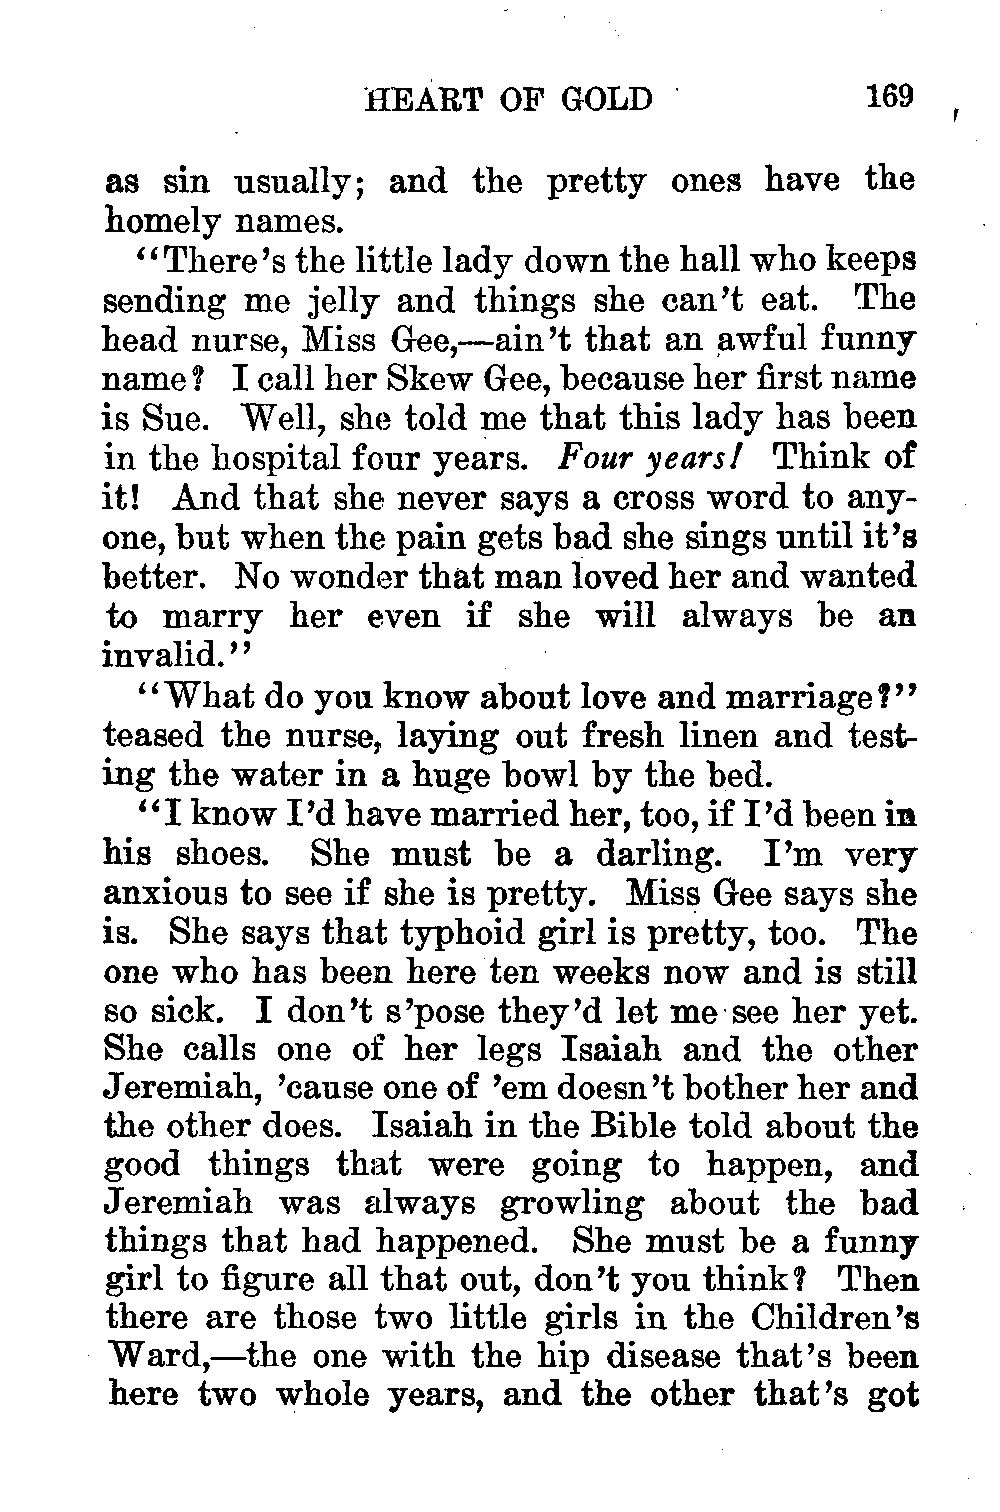 HEART OF GOLD 169
as sin usually; and the pretty ones have the
homely names.
"There's the little lady down the hall who keeps
sending me jelly and things she can't eat. The
head nurse, Miss Gee,—ain't that an awful funny
name? I call her Skew Gee, because her first name
is Sue. Well, she told me that this lady has been
in the hospital four years. Four years! Think of
it! And that she never says a cross word to any-
one, but when the pain gets bad she sings until it's
better. No wonder that man loved her and wanted
to marry her even if she will always be an
invalid."
"What do you know about love and marriage?"
teased the nurse, laying out fresh linen and test-
ing the water in a huge bowl by the bed.
"I know I'd have married her, too, if I'd been in
his shoes. She must be a darling. I'm very
anxious to see if she is pretty. Miss Gee says she
is. She says that typhoid girl is pretty, too. The
one who has been here ten weeks now and is still
so sick. I don't s'pose they'd let me see her yet.
She calls one of her legs Isaiah and the other
Jeremiah, 'cause one of 'em doesn't bother her and
the other does. Isaiah in the Bible told about the
good things that were going to happen, and
Jeremiah was always growling about the bad
things that had happened. She must be a funny
girl to figure all that out, don't you think? Then
there are those two little girls in the Children's
Ward,—the one with the hip disease that's been
here two whole years, and the other that's got